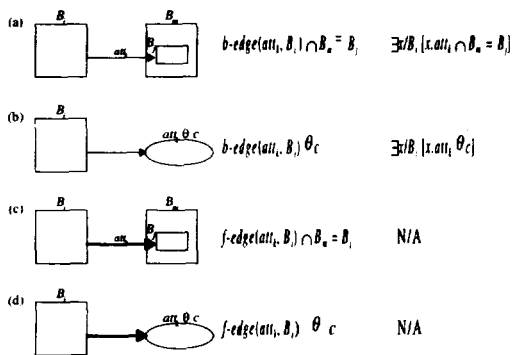 (a) B_i B_m
att_i B_j b-edge(att_i, B_i) ∩ B_m = B_j ∃x/B_i [x.att_i ∩ B_m = B_j]
(b) B_i att_i θ c
b-edge(att_i, B_i) θ c ∃x/B_i [x.att_i θ c]
(c) B_i B_m
att_i B_j f-edge(att_i, B_i) ∩ B_m = B_j N/A
(d) B_i att_i θ c
f-edge(att_i, B_i) θ c N/A